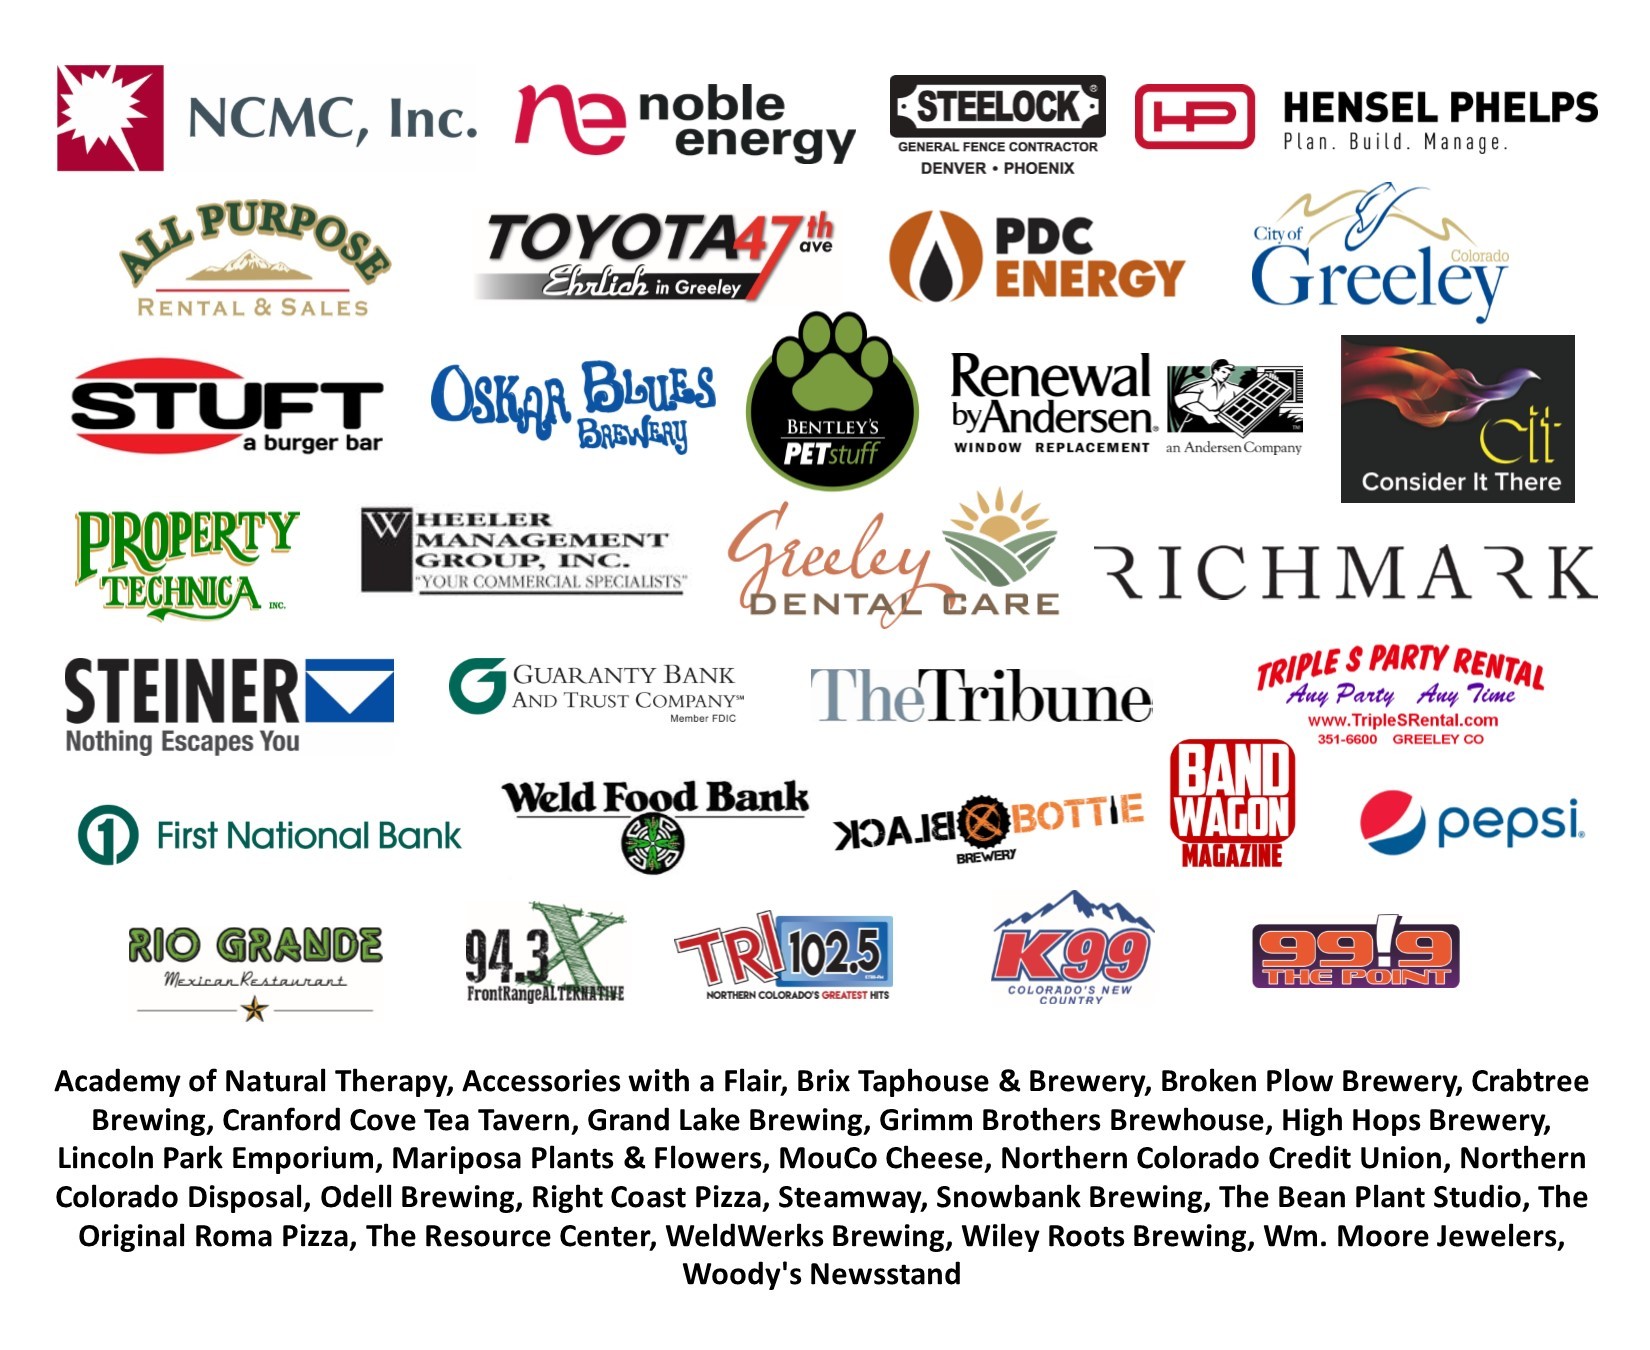 NCMC, Inc.
ne noble energy
STEELOCK®
GENERAL FENCE CONTRACTOR
DENVER • PHOENIX
HP HENSEL PHELPS
Plan. Build. Manage.
ALL PURPOSE
RENTAL & SALES
TOYOTA 47th ave
Ehrlich in Greeley
PDC
ENERGY
City of
Greeley
Colorado
STUFT
a burger bar
OSKAR BLUES
BREWERY
BENTLEY'S
PETstuff
Renewal
byAndersen®
WINDOW REPLACEMENT
an Andersen Company
cit
Consider It There
PROPERTY
TECHNICA INC.
WHEELER
MANAGEMENT
GROUP, INC.
"YOUR COMMERCIAL SPECIALISTS"
Greeley
DENTAL CARE
RICHMARK
STEINER
Nothing Escapes You
GUARANTY BANK
AND TRUST COMPANY℠
Member FDIC
TheTribune
TRIPLE S PARTY RENTAL
Any Party Any Time
www.TripleSRental.com
351-6600 GREELEY CO
1 First National Bank
Weld Food Bank
BLACK BOTTLE
BREWERY
BAND
WAGON
MAGAZINE
pepsi®
RIO GRANDE
Mexican Restaurant
94.3 X
FrontRangeALTERNATIVE
TRI 102.5
NORTHERN COLORADO'S GREATEST HITS
K99
COLORADO'S NEW
COUNTRY
99!9
THE POINT
Academy of Natural Therapy, Accessories with a Flair, Brix Taphouse & Brewery, Broken Plow Brewery, Crabtree
Brewing, Cranford Cove Tea Tavern, Grand Lake Brewing, Grimm Brothers Brewhouse, High Hops Brewery,
Lincoln Park Emporium, Mariposa Plants & Flowers, MouCo Cheese, Northern Colorado Credit Union, Northern
Colorado Disposal, Odell Brewing, Right Coast Pizza, Steamway, Snowbank Brewing, The Bean Plant Studio, The
Original Roma Pizza, The Resource Center, WeldWerks Brewing, Wiley Roots Brewing, Wm. Moore Jewelers,
Woody's Newsstand